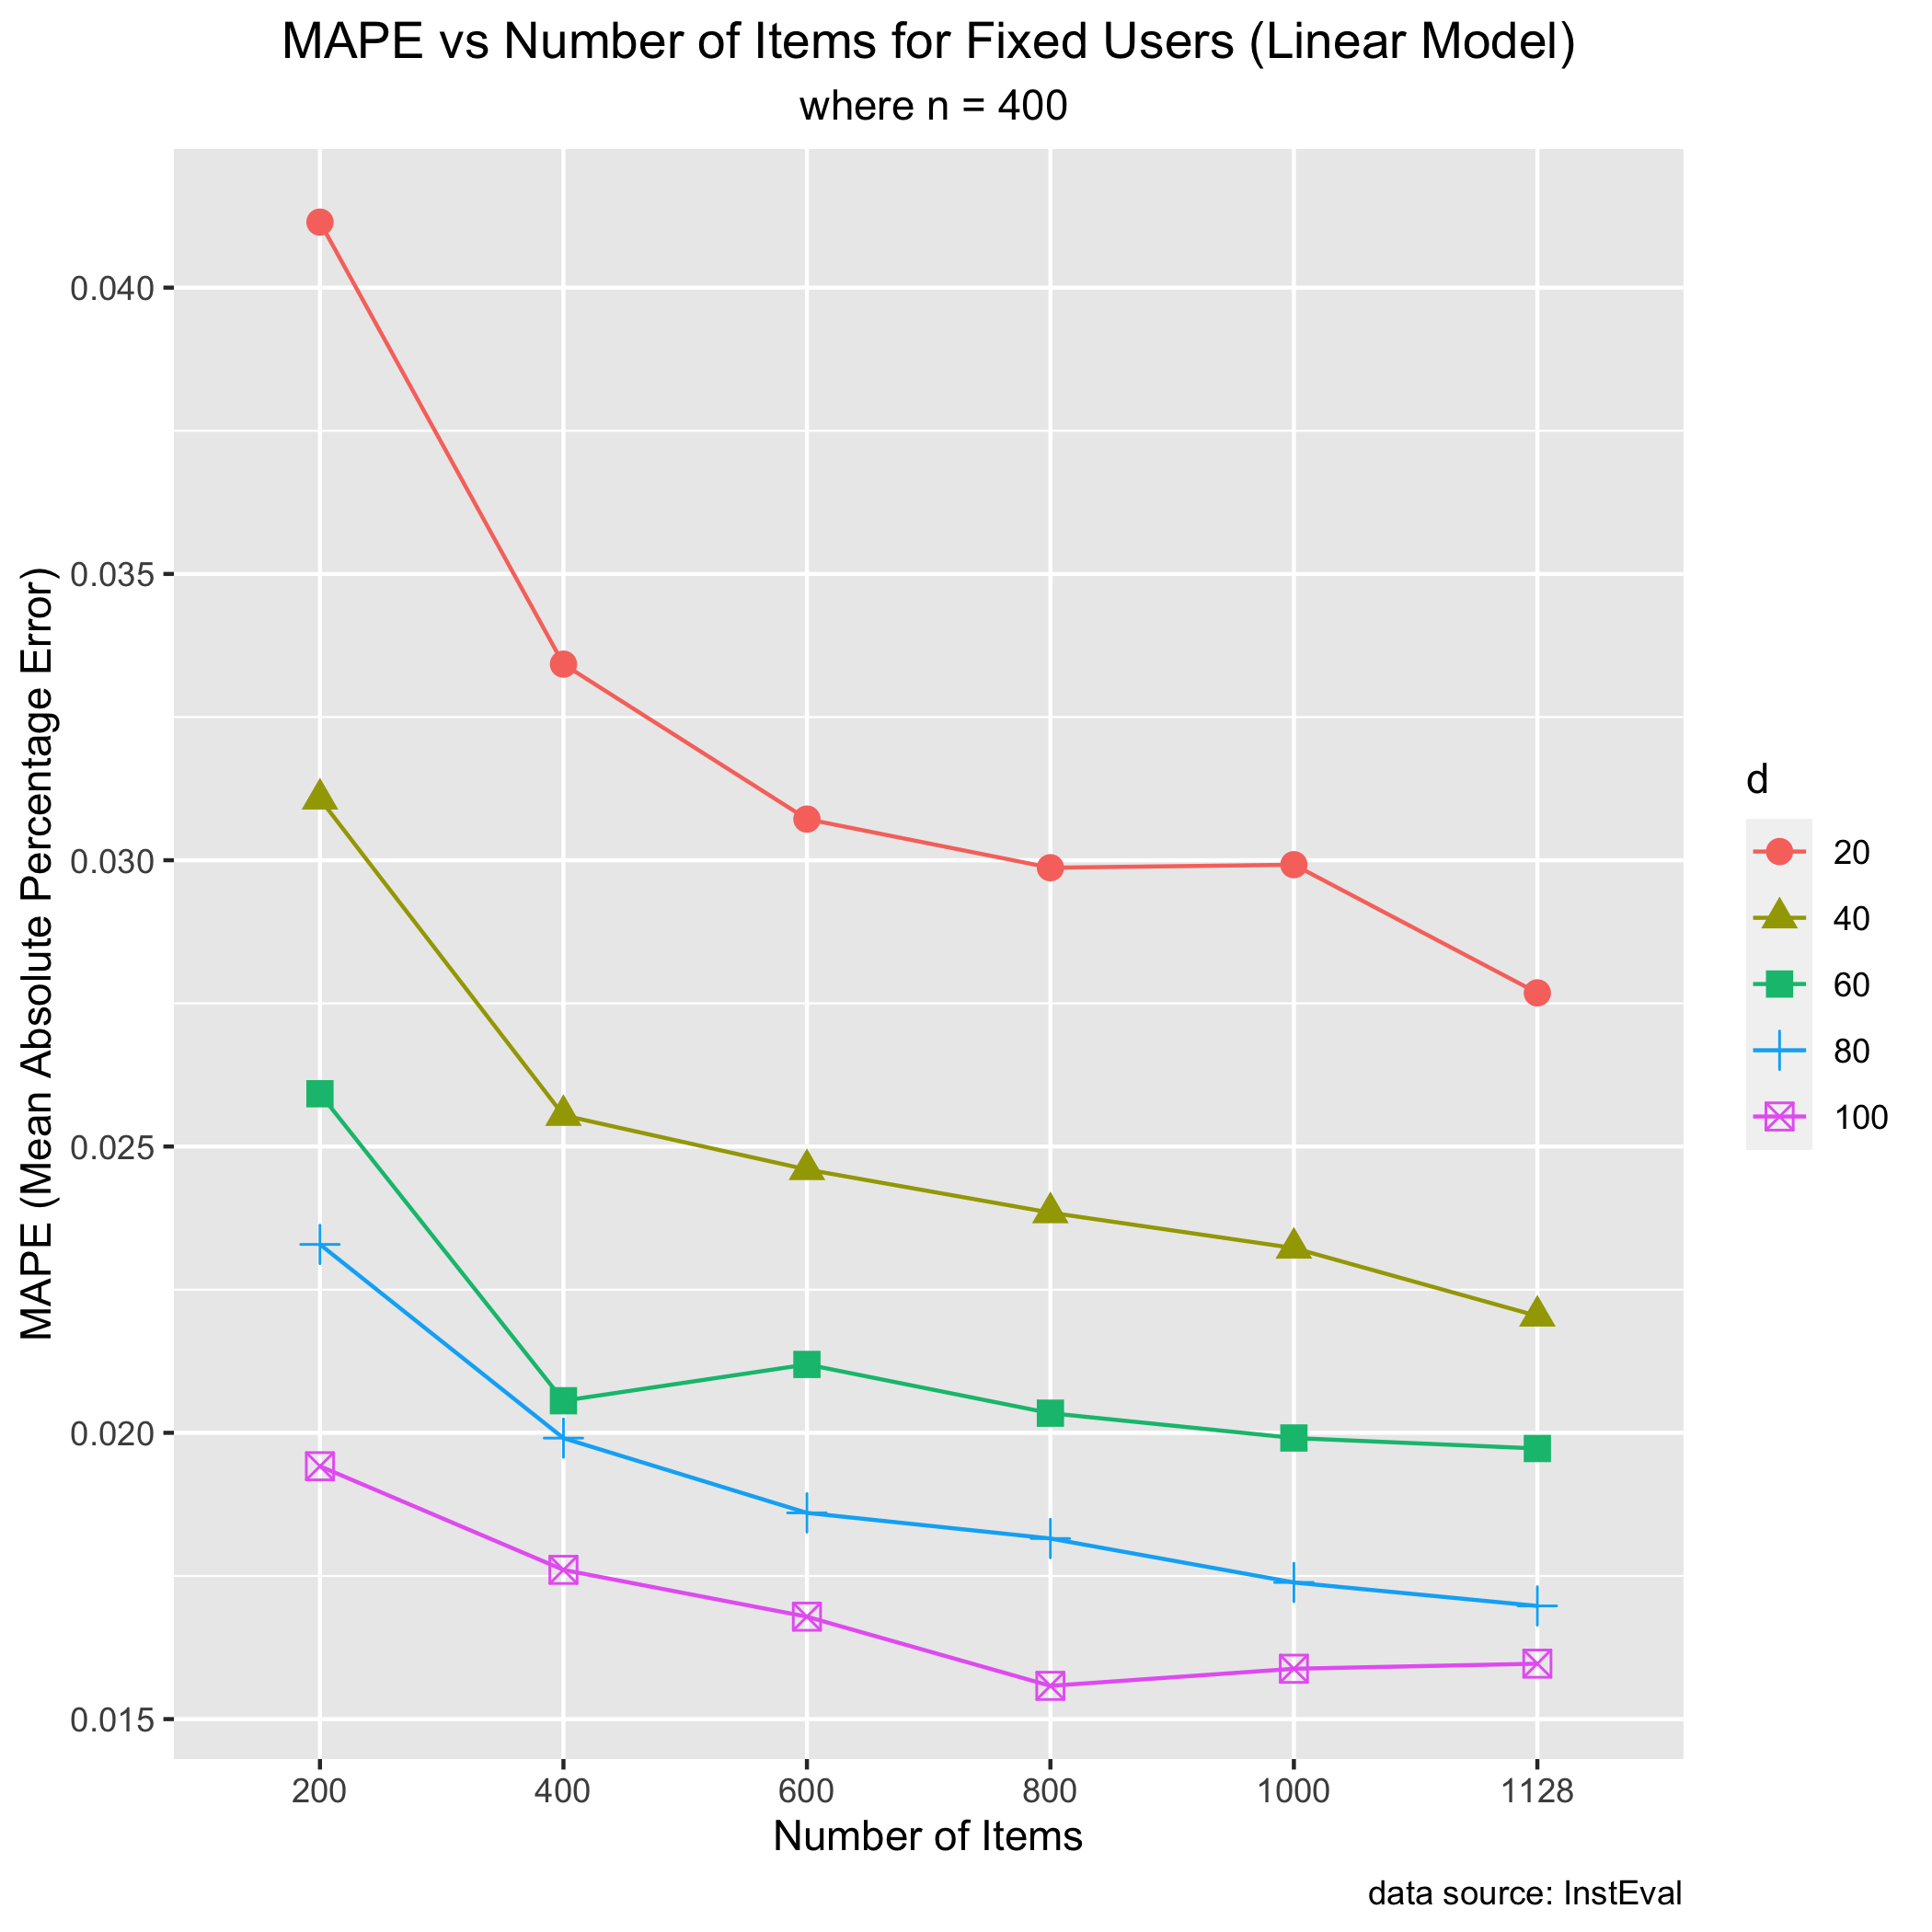 MAPE vs Number of Items for Fixed Users (Linear Model)
where n = 400
MAPE (Mean Absolute Percentage Error)
0.040
0.035
0.030
0.025
0.020
0.015
200 400 600 800 1000 1128
Number of Items
d
20
40
60
80
100
data source: InstEval